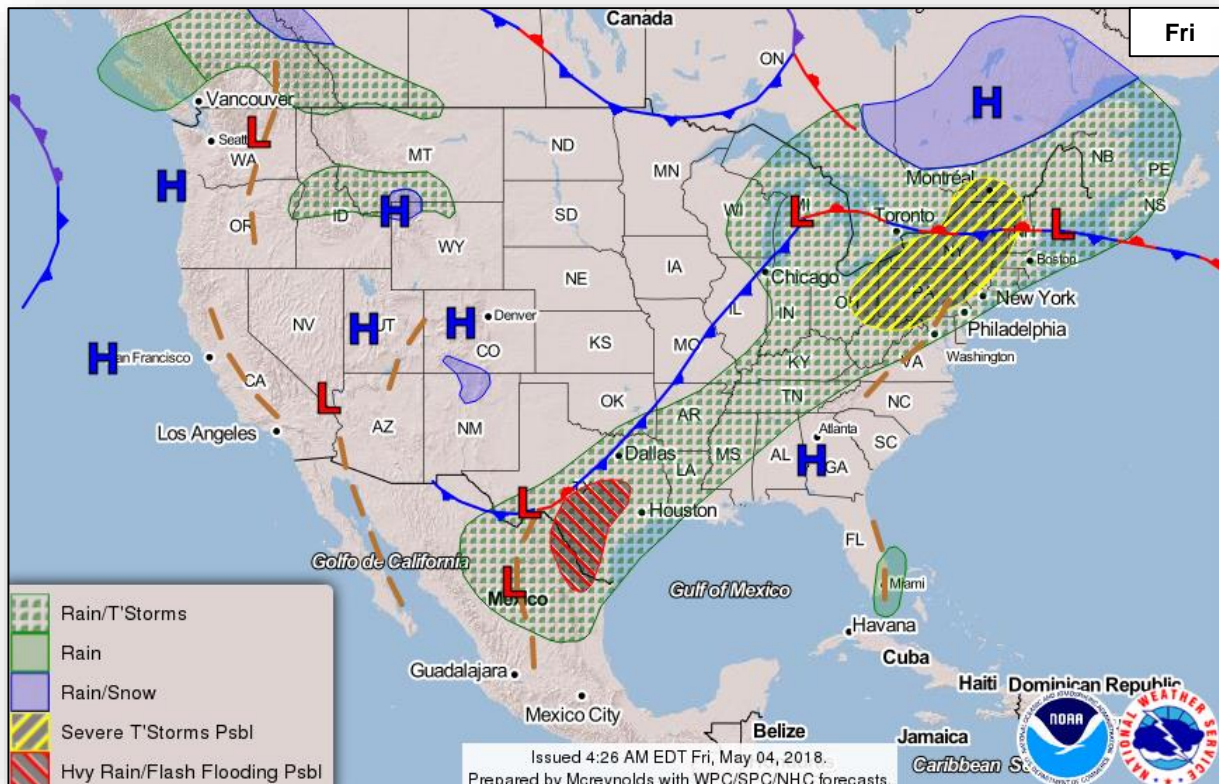 Canada
Fri
ON
Vancouver
Seatt
WA
MT
ND
MN
NB
PE
Montréal
NS
OR
ID
SD
WI
MI
Toronto
WY
NY
Boston
IA
Chicago
NE
New York
NV
UT
Denver
IL
IN
OH
PA
Philadelphia
an Francisco
CO
KS
MO
KY
VA
Washington
CA
TN
NC
Los Angeles
AZ
NM
OK
AR
Atlanta
SC
Dallas
LA
MS
AL
GA
Houston
Golfo de California
FL
Gulf of Mexico
Miami
Mexico
Havana
Cuba
Guadalajara
Haiti Dominican Republic
Mexico City
Belize
Jamaica
Caribbean S
H
H
H
H
H
H
H
L
L
L
L
L
L
Rain/T'Storms
Rain
Rain/Snow
Severe T'Storms Psbl
Hvy Rain/Flash Flooding Psbl
Issued 4:26 AM EDT Fri, May 04, 2018.
Prepared by Mcreynolds with WPC/SPC/NHC forecasts.
NOAA
NATIONAL WEATHER SERVICE